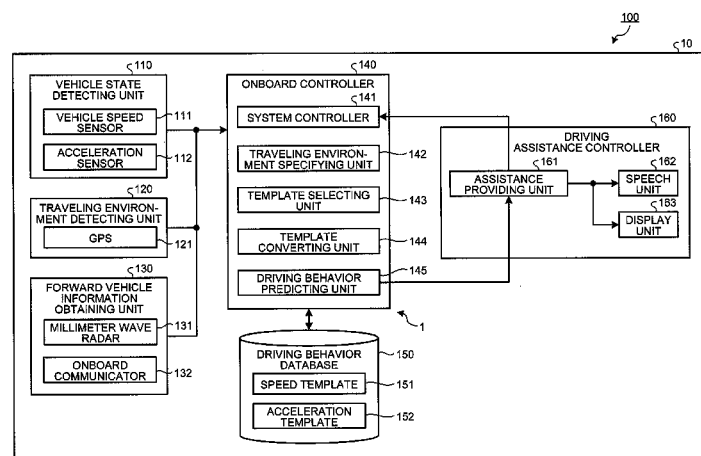 100
10
110
VEHICLE STATE
DETECTING UNIT
VEHICLE SPEED
SENSOR
111
ACCELERATION
SENSOR
112
120
TRAVELING ENVIRON-
MENT DETECTING UNIT
GPS
121
130
FORWARD VEHICLE
INFORMATION
OBTAINING UNIT
MILLIMETER WAVE
RADAR
131
ONBOARD
COMMUNICATOR
132
140
ONBOARD CONTROLLER
141
SYSTEM CONTROLLER
TRAVELING ENVIRON-
MENT SPECIFYING UNIT
142
TEMPLATE SELECTING
UNIT
143
TEMPLATE
CONVERTING UNIT
144
DRIVING BEHAVIOR
PREDICTING UNIT
145
1
DRIVING BEHAVIOR
DATABASE
150
SPEED TEMPLATE
151
ACCELERATION
TEMPLATE
152
160
DRIVING
ASSISTANCE CONTROLLER
161
ASSISTANCE
PROVIDING UNIT
162
SPEECH
UNIT
163
DISPLAY
UNIT